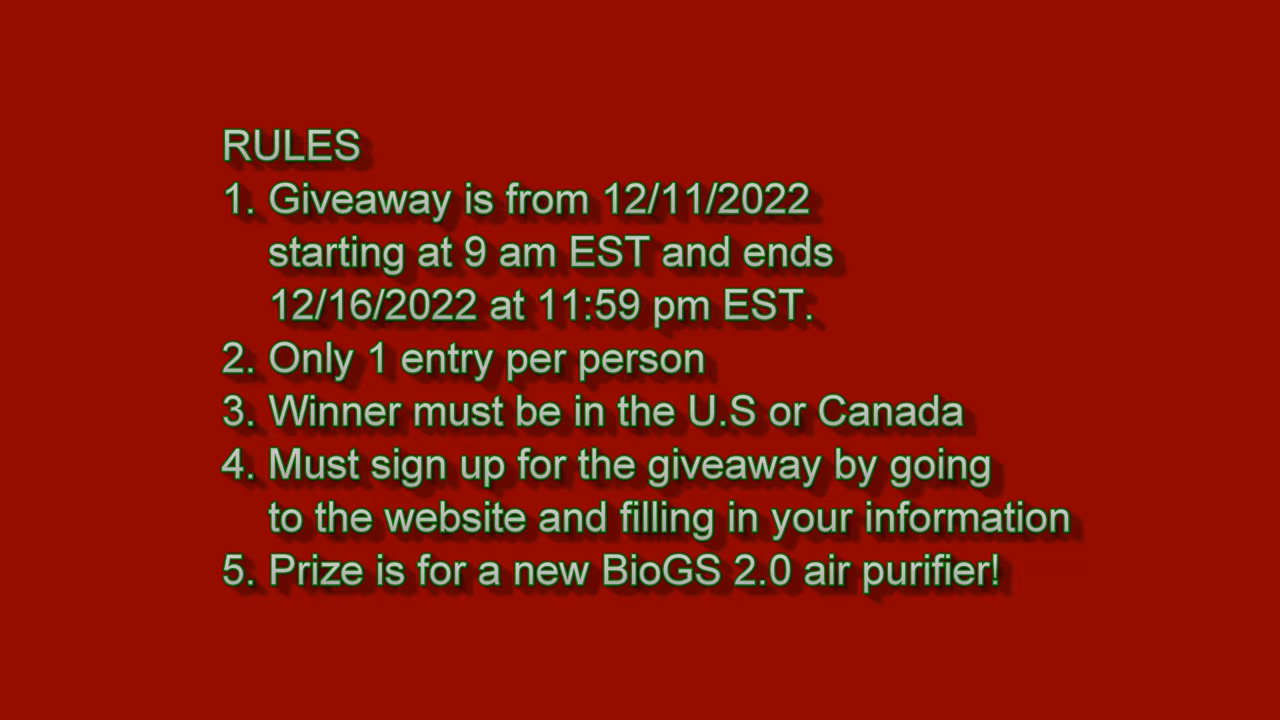 RULES
1. Giveaway is from 12/11/2022
starting at 9 am EST and ends
12/16/2022 at 11:59 pm EST.
2. Only 1 entry per person
3. Winner must be in the U.S or Canada
4. Must sign up for the giveaway by going
to the website and filling in your information
5. Prize is for a new BioGS 2.0 air purifier!